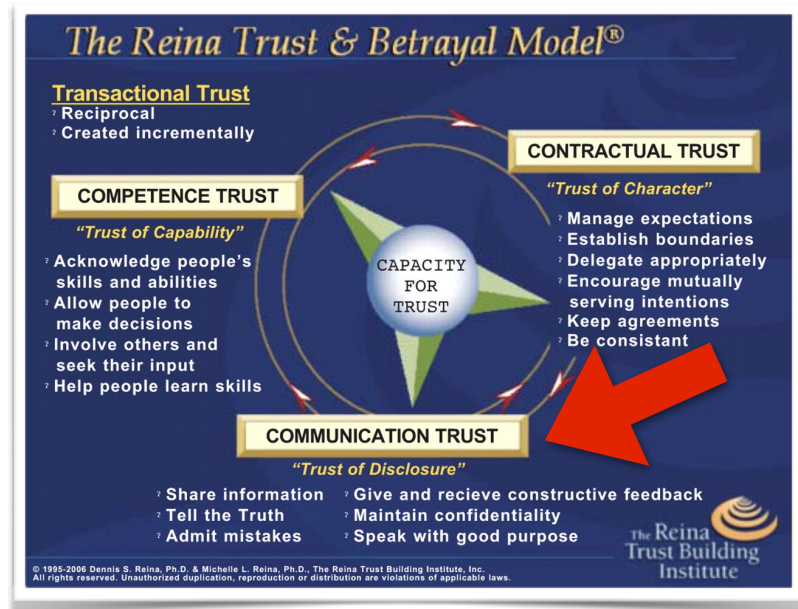 The Reina Trust & Betrayal Model®
Transactional Trust
? Reciprocal
? Created incrementally
COMPETENCE TRUST
"Trust of Capability"
? Acknowledge people's
skills and abilities
? Allow people to
make decisions
? Involve others and
seek their input
? Help people learn skills
CAPACITY
FOR
TRUST
CONTRACTUAL TRUST
"Trust of Character"
? Manage expectations
? Establish boundaries
? Delegate appropriately
? Encourage mutually
serving intentions
? Keep agreements
? Be consistant
COMMUNICATION TRUST
"Trust of Disclosure"
? Share information
? Tell the Truth
? Admit mistakes
? Give and recieve constructive feedback
? Maintain confidentiality
? Speak with good purpose
The Reina
Trust Building
Institute
© 1995-2006 Dennis S. Reina, Ph.D. & Michelle L. Reina, Ph.D., The Reina Trust Building Institute, Inc.
All rights reserved. Unauthorized duplication, reproduction or distribution are violations of applicable laws.